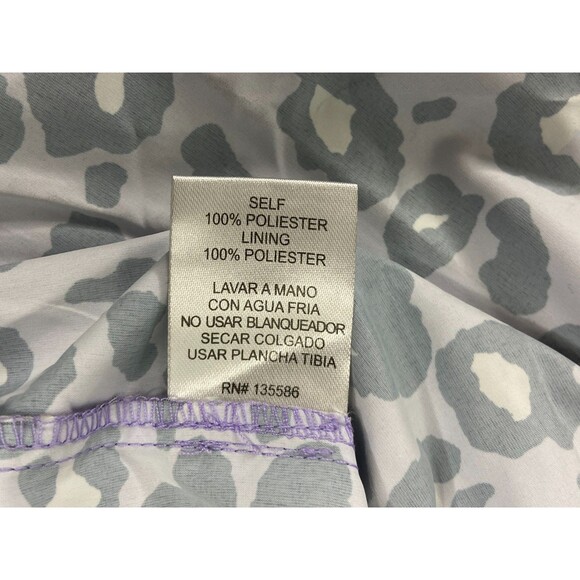 SELF
100% POLIESTER
LINING
100% POLIESTER
LAVAR A MANO
CON AGUA FRIA
NO USAR BLANQUEADOR
SECAR COLGADO
USAR PLANCHA TIBIA
RN# 135586